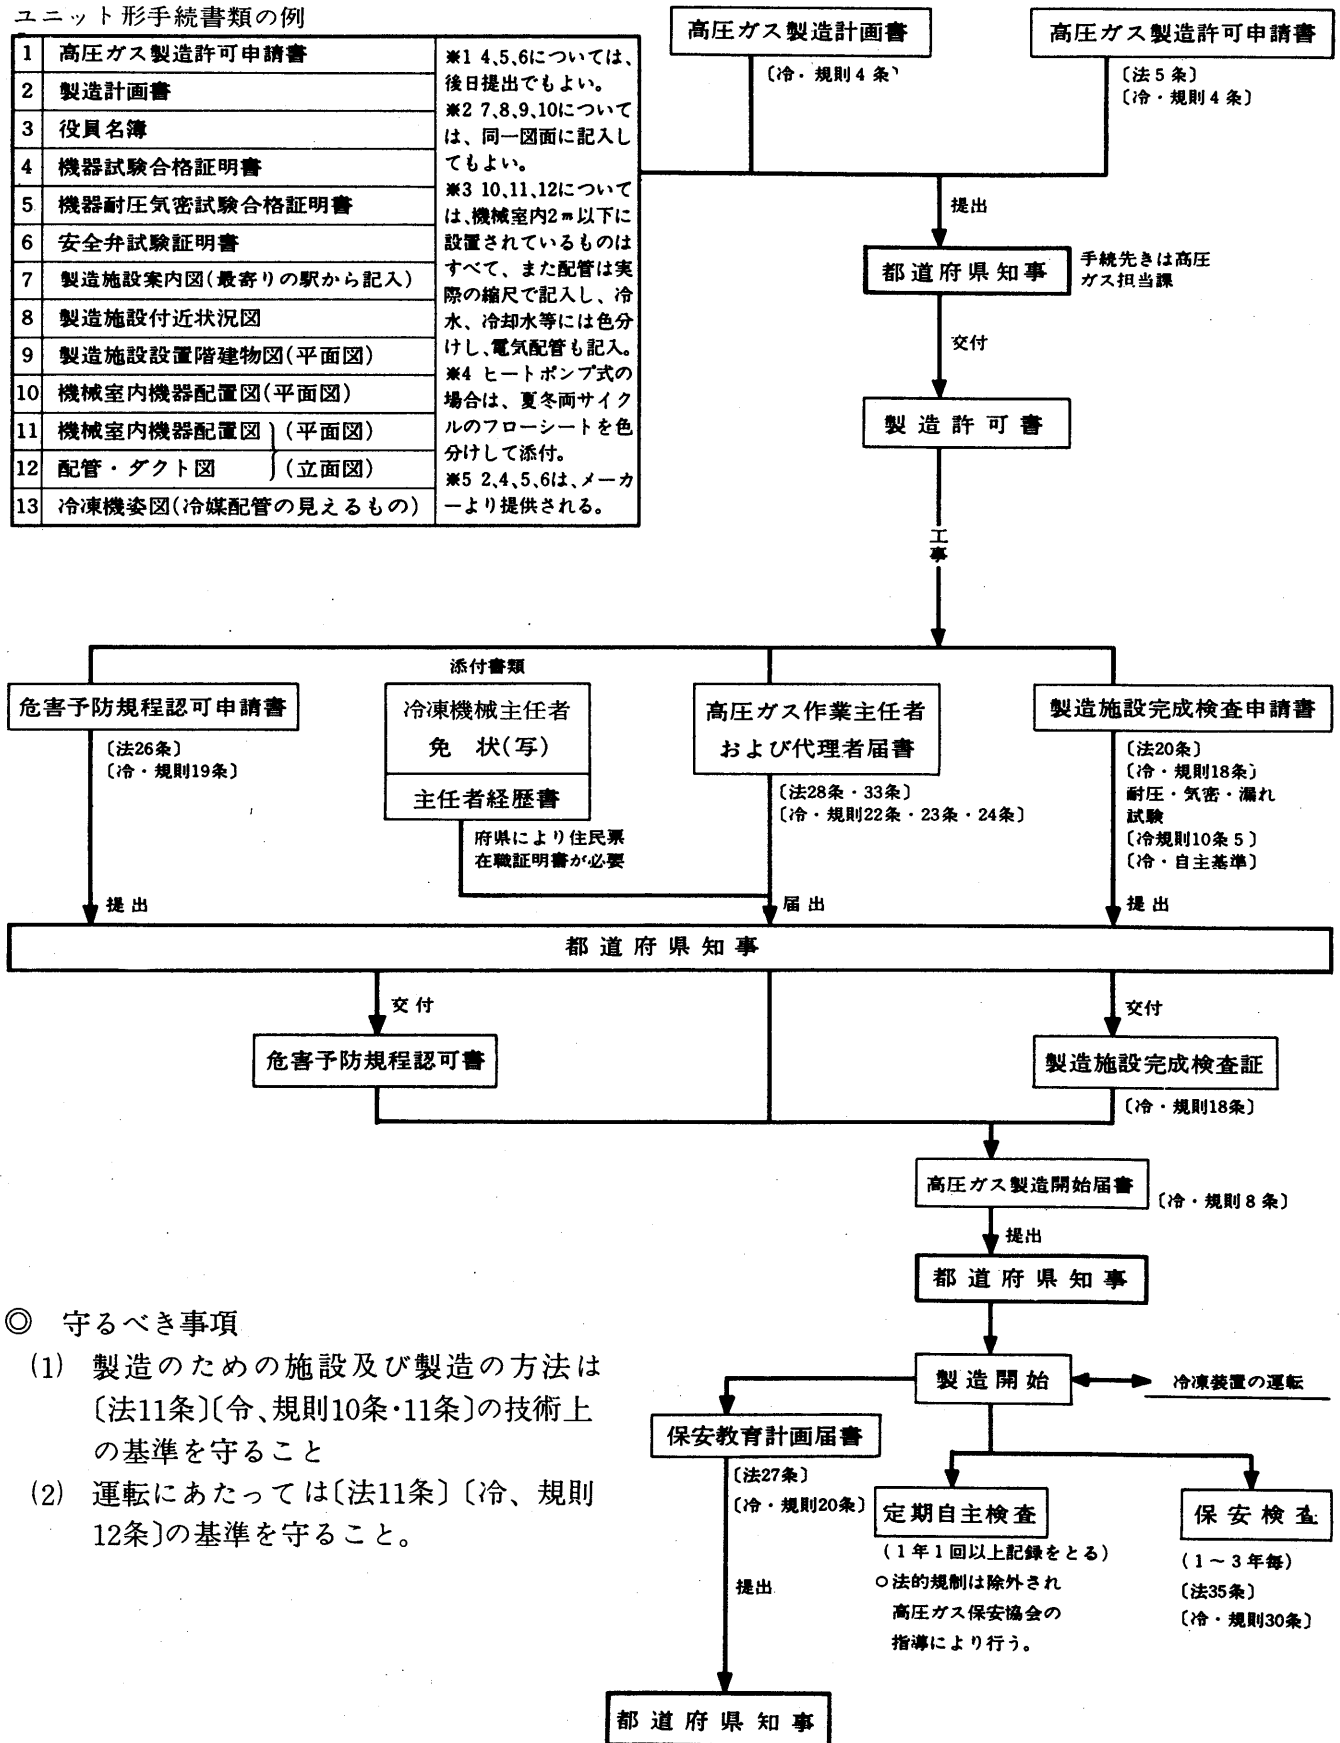 ユニット形手続書類の例
1 高圧ガス製造許可申請書
2 製造計画書
3 役員名簿
4 機器試験合格証明書
5 機器耐圧気密試験合格証明書
6 安全弁試験証明書
7 製造施設案内図(最寄りの駅から記入)
8 製造施設付近状況図
9 製造施設設置階建物図(平面図)
10 機械室内機器配置図(平面図)
11 機械室内機器配置図 (平面図)
12 配管・ダクト図 (立面図)
13 冷凍機姿図(冷媒配管の見えるもの)
※1 4,5,6については、
後日提出でもよい。
※2 7,8,9,10について
は、同一図面に記入し
てもよい。
※3 10,11,12について
は、機械室内2m以下に
設置されているものは
すべて、また配管は実
際の縮尺で記入し、冷
水、冷却水等には色分
けし、電気配管も記入。
※4 ヒートポンプ式の
場合は、夏冬両サイク
ルのフローシートを色
分けして添付。
※5 2,4,5,6は、メーカ
ーより提供される。
高圧ガス製造計画書
〔冷・規則4条〕
高圧ガス製造許可申請書
〔法5条〕
〔冷・規則4条〕
提出
都道府県知事
手続先きは高圧
ガス担当課
交付
製造許可書
工事
危害予防規程認可申請書
〔法26条〕
〔冷・規則19条〕
提出
添付書類
冷凍機械主任者
免 状(写)
主任者経歴書
府県により住民票
在職証明書が必要
高圧ガス作業主任者
および代理者届書
〔法28条・33条〕
〔冷・規則22条・23条・24条〕
届出
製造施設完成検査申請書
〔法20条〕
〔冷・規則18条〕
耐圧・気密・漏れ
試験
〔冷規則10条5〕
〔冷・自主基準〕
提出
都道府県知事
交付
危害予防規程認可書
交付
製造施設完成検査証
〔冷・規則18条〕
高圧ガス製造開始届書
〔冷・規則8条〕
提出
都道府県知事
製造開始
冷凍装置の運転
保安教育計画届書
〔法27条〕
〔冷・規則20条〕
提出
都道府県知事
定期自主検査
(1年1回以上記録をとる)
○法的規制は除外され
高圧ガス保安協会の
指導により行う。
保安検査
(1~3年毎)
〔法35条〕
〔冷・規則30条〕
◎ 守るべき事項
(1) 製造のための施設及び製造の方法は
〔法11条〕〔令、規則10条・11条〕の技術上
の基準を守ること
(2) 運転にあたっては〔法11条〕〔冷、規則
12条〕の基準を守ること。